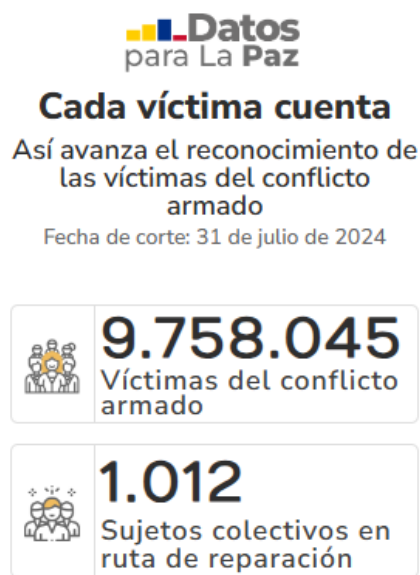 Datos
para La Paz
Cada víctima cuenta
Así avanza el reconocimiento de
las víctimas del conflicto
armado
Fecha de corte: 31 de julio de 2024
9.758.045
Víctimas del conflicto
armado
1.012
Sujetos colectivos en
ruta de reparación